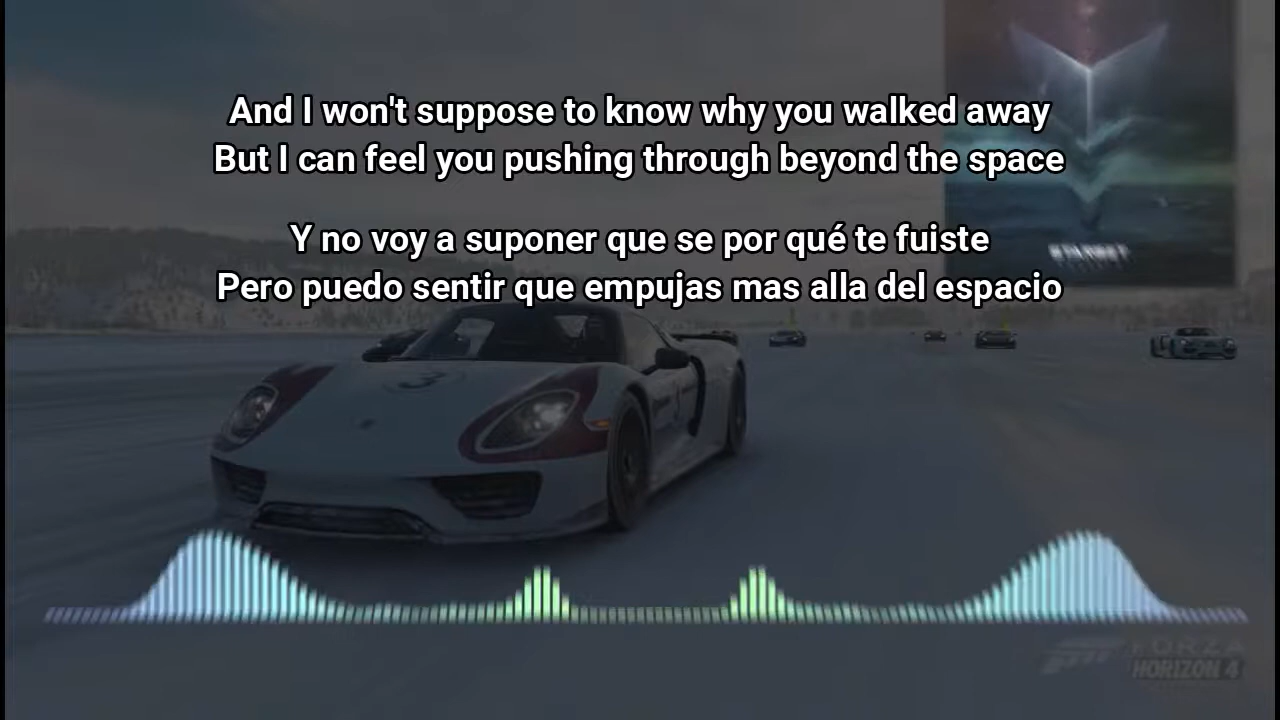 And I won't suppose to know why you walked away
But I can feel you pushing through beyond the space
Y no voy a suponer que se por qué te fuiste
Pero puedo sentir que empujas mas alla del espacio
3
FORZA
HORIZON 4